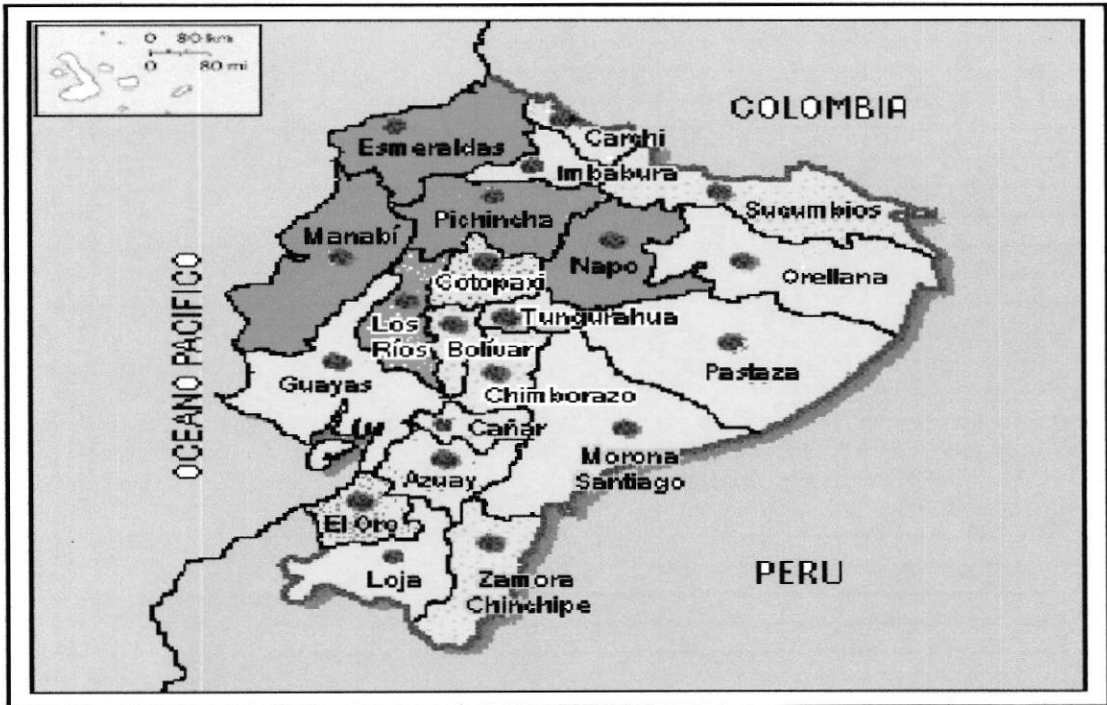 0 80 km
0 80 mi
COLOMBIA
Carchi
Esmeraldas
Imbabura
Sucumbios
Pichincha
Manabí
Napo
Orellana
Cotopaxi
OCEANO PACIFICO
Los
Ríos
Tungurahua
Bolívar
Pastaza
Guayas
Chimborazo
Cañar
Morona
Santiago
Azuay
El Oro
PERU
Loja
Zamora
Chinchipe